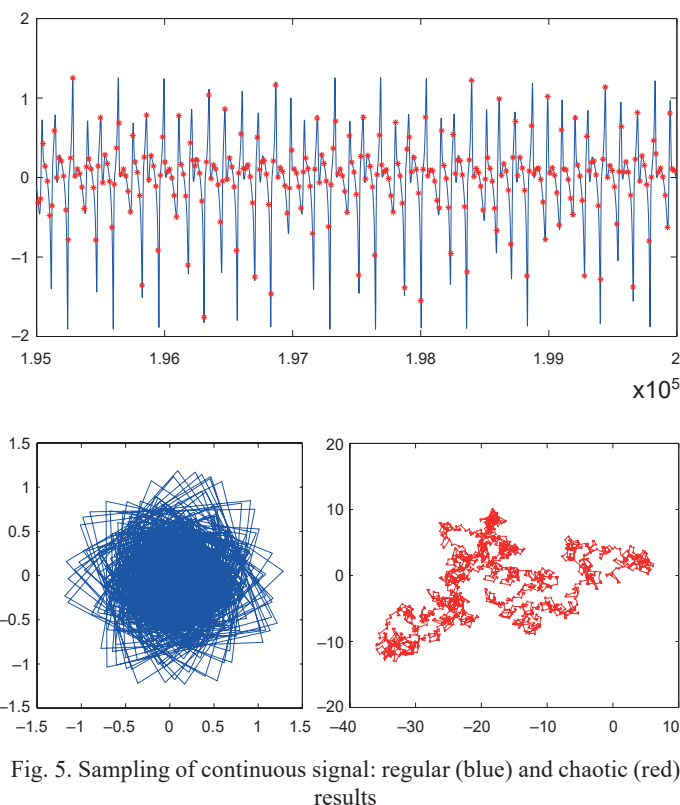 2
1
0
–1
–2
1.95 1.96 1.97 1.98 1.99 2
x10⁵
1.5
1
0.5
0
–0.5
–1
–1.5
–1.5 –1 –0.5 0 0.5 1 1.5
20
10
0
–10
–20
–40 –30 –20 –10 0 10
Fig. 5. Sampling of continuous signal: regular (blue) and chaotic (red)
results